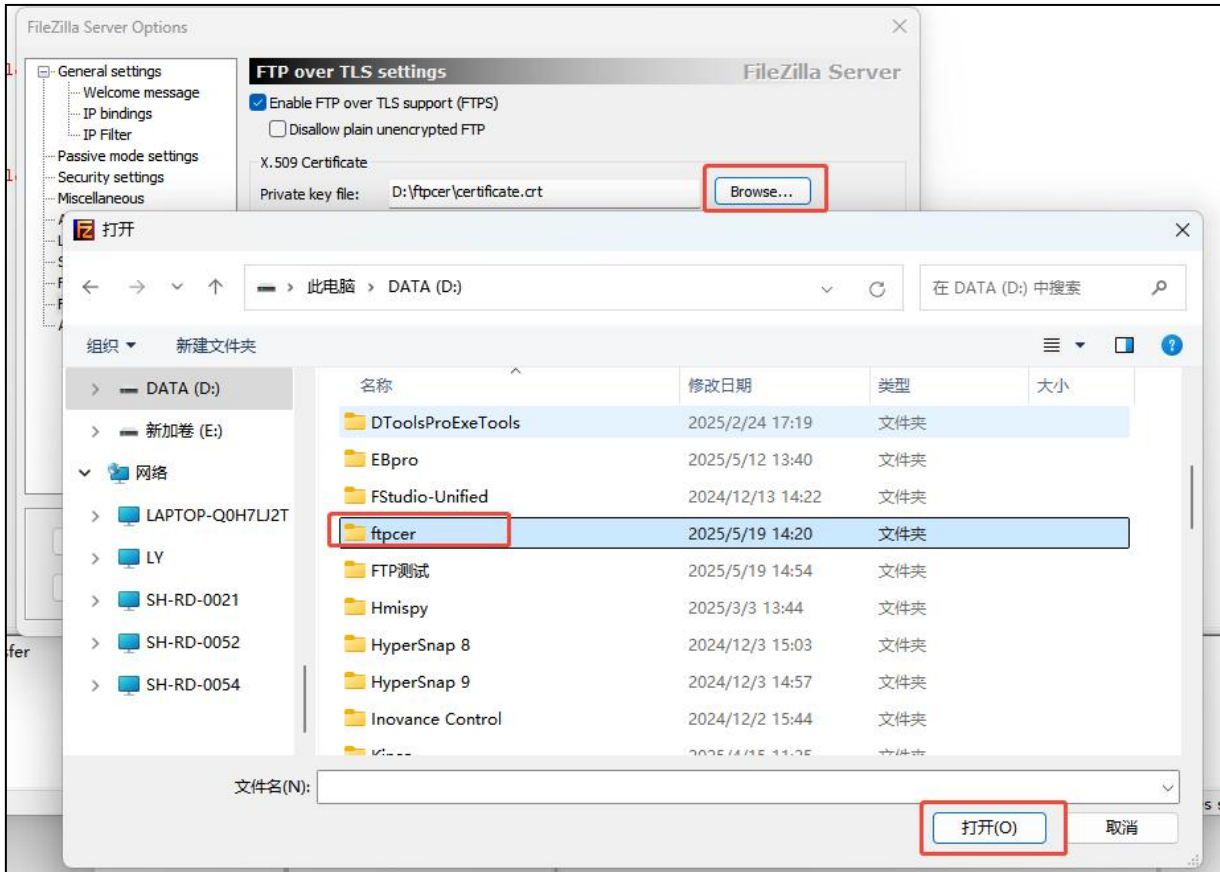 FileZilla Server Options
General settings
Welcome message
IP bindings
IP Filter
Passive mode settings
Security settings
Miscellaneous
FTP over TLS settings
FileZilla Server
Enable FTP over TLS support (FTPS)
Disallow plain unencrypted FTP
X.509 Certificate
Private key file: D:\ftpcer\certificate.crt Browse...
打开
此电脑 > DATA (D:)
在 DATA (D:) 中搜索
组织 新建文件夹
DATA (D:)
新加卷 (E:)
网络
LAPTOP-Q0H7LJ2T
LY
SH-RD-0021
SH-RD-0052
SH-RD-0054
名称 修改日期 类型 大小
DToolsProExeTools 2025/2/24 17:19 文件夹
EBpro 2025/5/12 13:40 文件夹
FStudio-Unified 2024/12/13 14:22 文件夹
ftpcer 2025/5/19 14:20 文件夹
FTP测试 2025/5/19 14:54 文件夹
Hmispy 2025/3/3 13:44 文件夹
HyperSnap 8 2024/12/3 15:03 文件夹
HyperSnap 9 2024/12/3 14:57 文件夹
Inovance Control 2024/12/2 15:44 文件夹
文件名(N):
打开(O) 取消